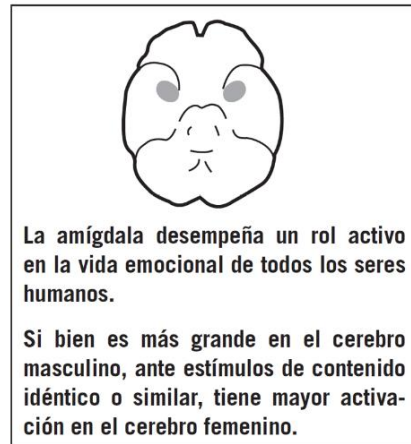 La amígdala desempeña un rol activo
en la vida emocional de todos los seres
humanos.
Si bien es más grande en el cerebro
masculino, ante estímulos de contenido
idéntico o similar, tiene mayor activa-
ción en el cerebro femenino.